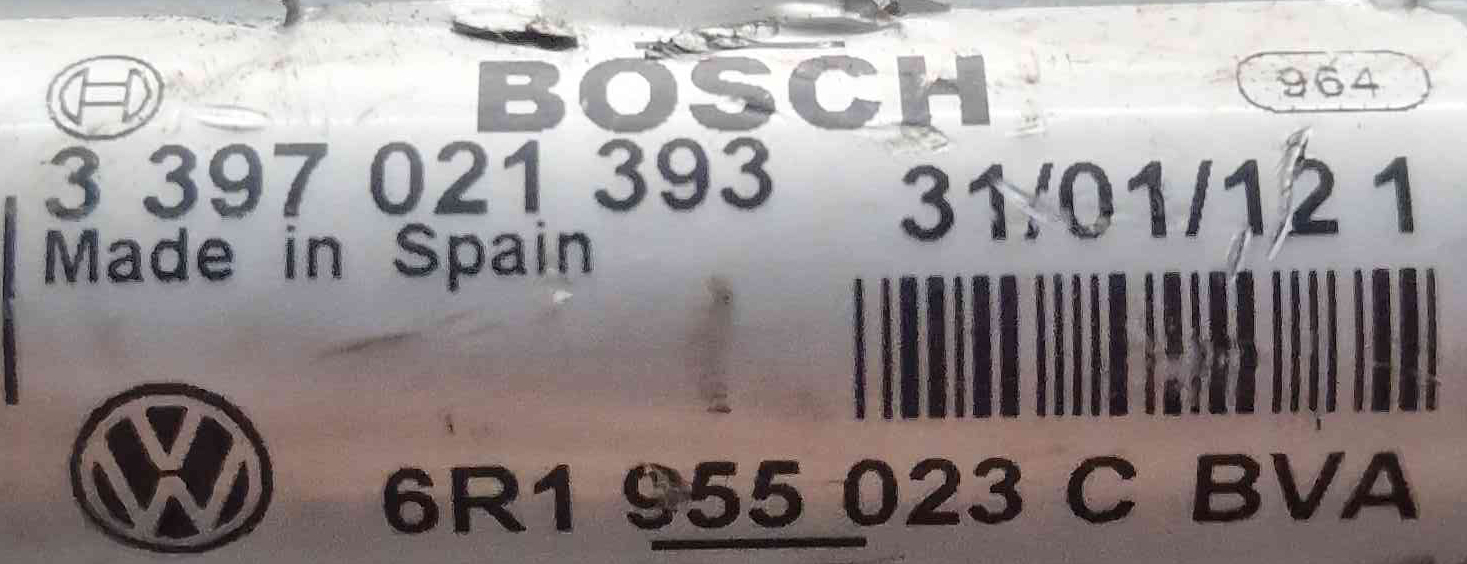 BOSCH 964
3 397 021 393 31/01/12 1
Made in Spain
6R1 955 023 C BVA